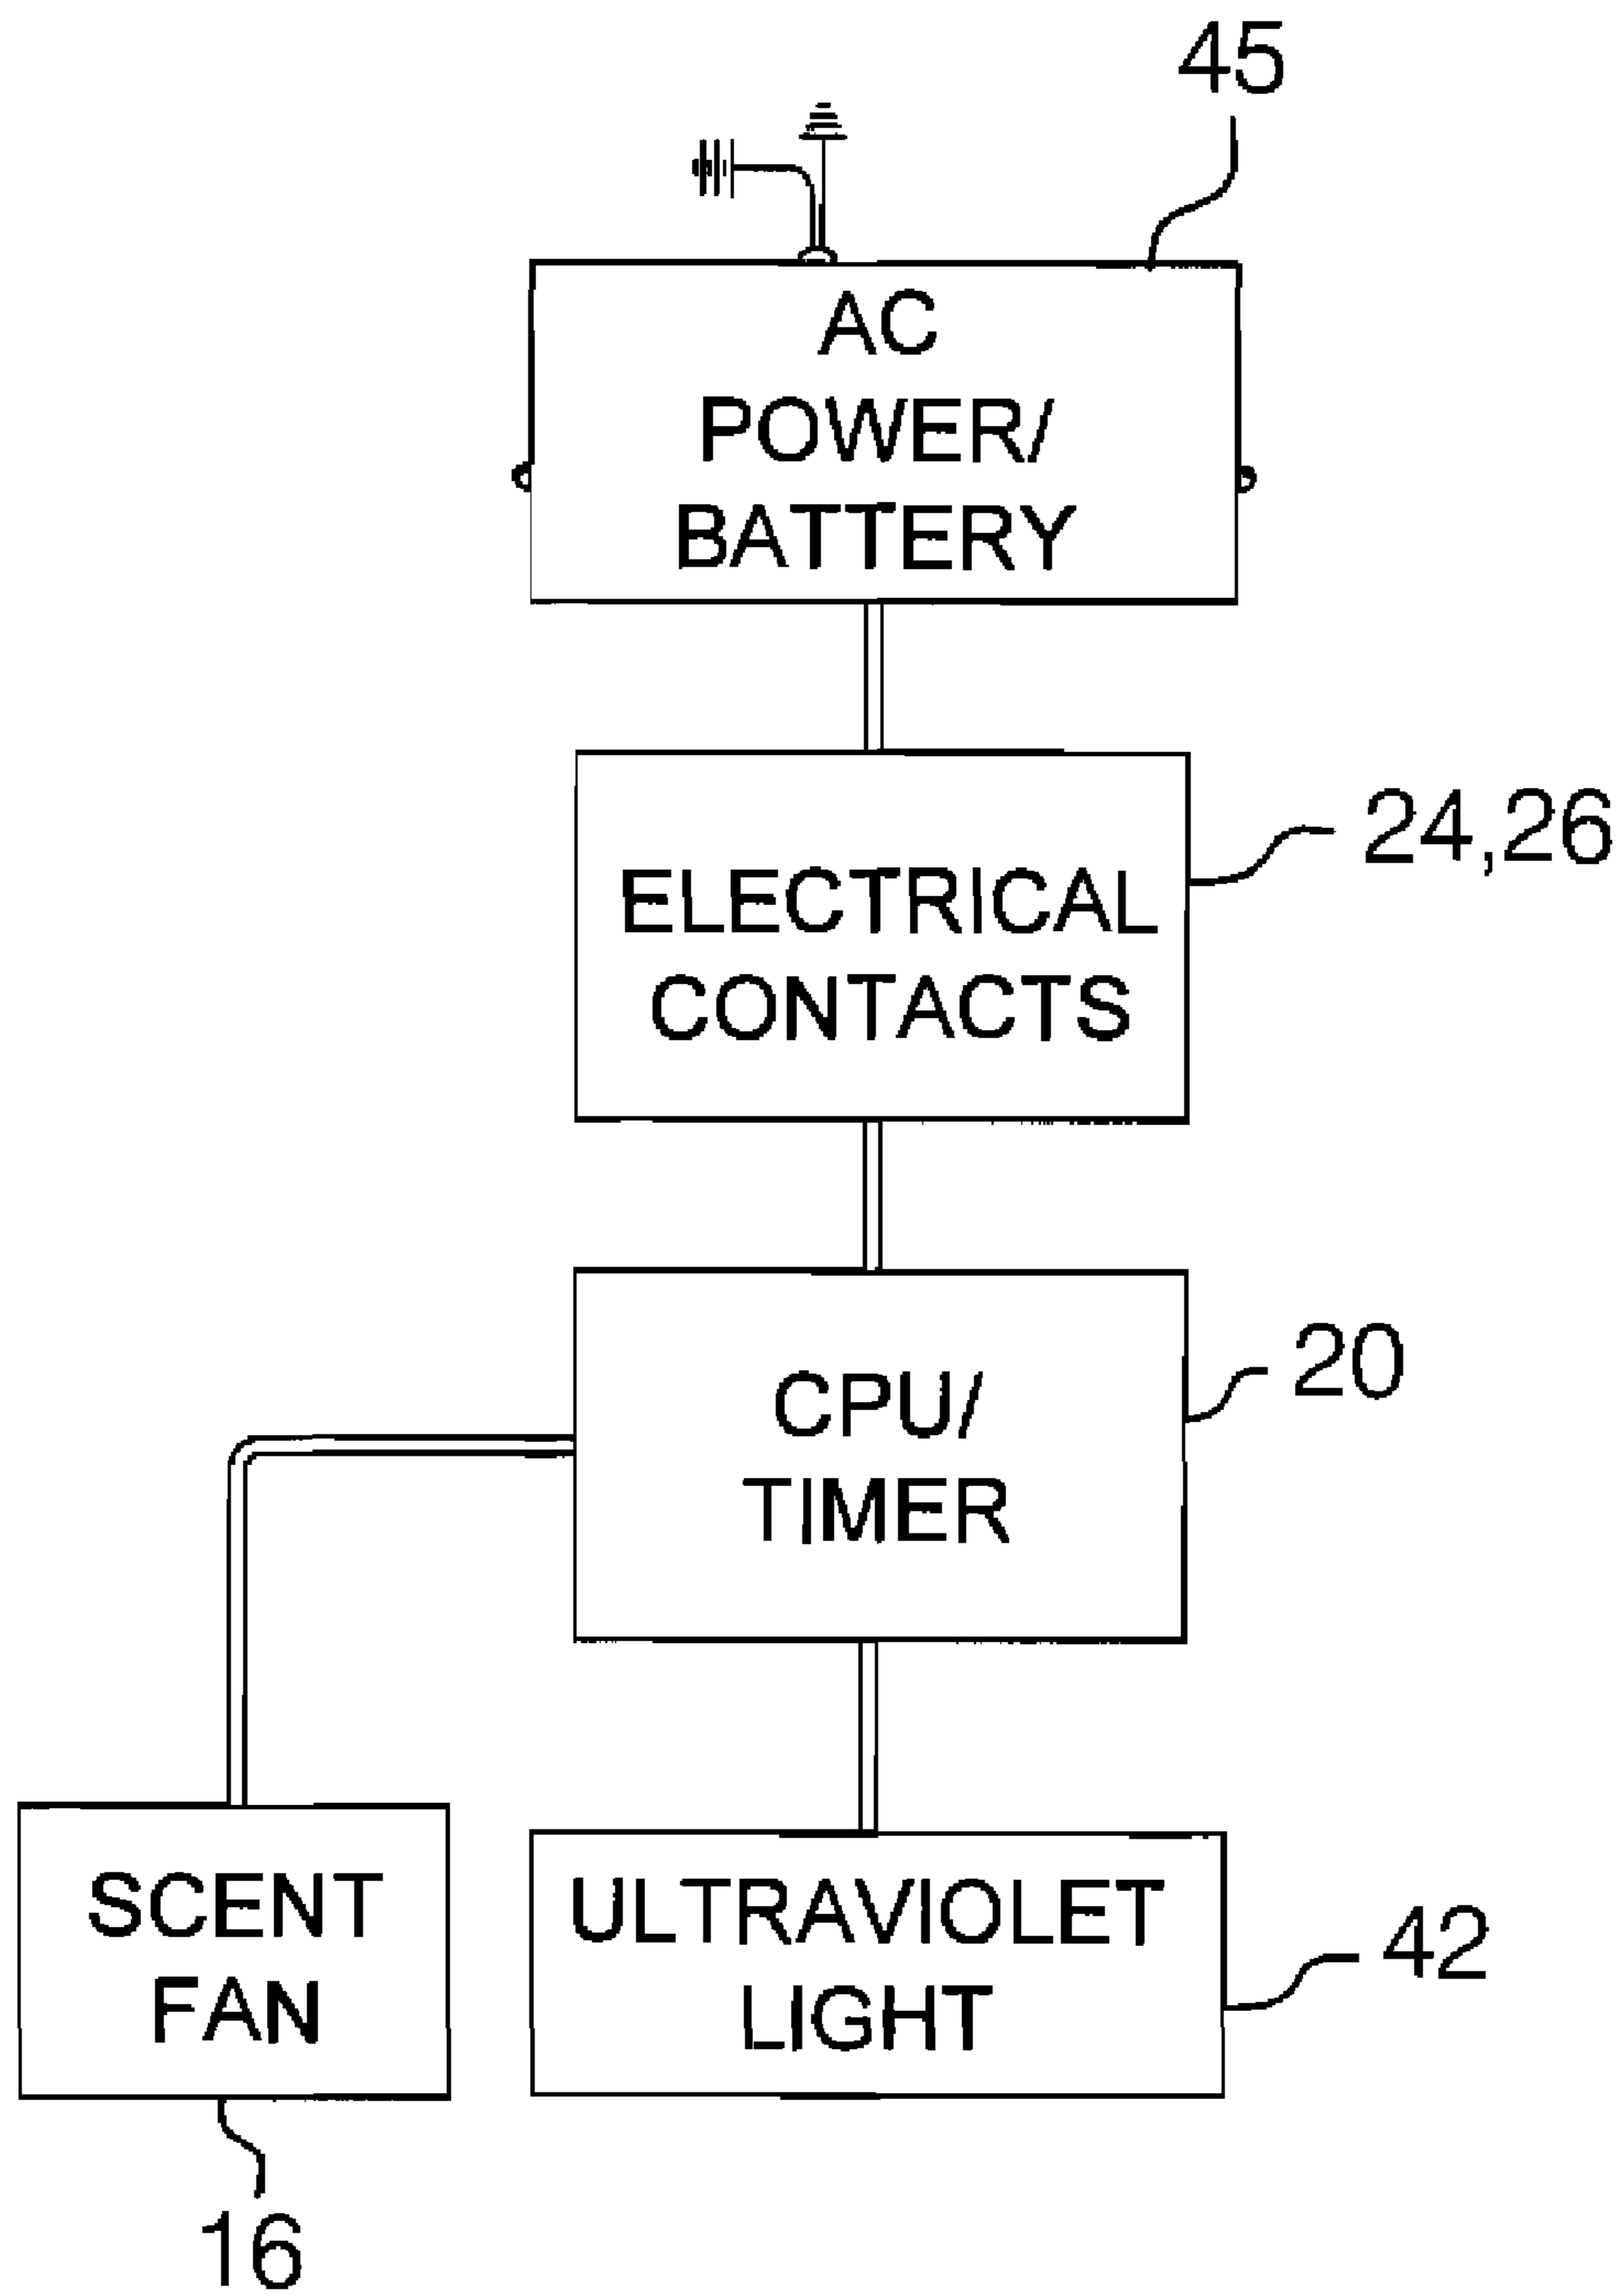 45
AC
POWER/
BATTERY
24,26
ELECTRICAL
CONTACTS
20
CPU/
TIMER
SCENT
FAN
ULTRAVIOLET
LIGHT
42
16